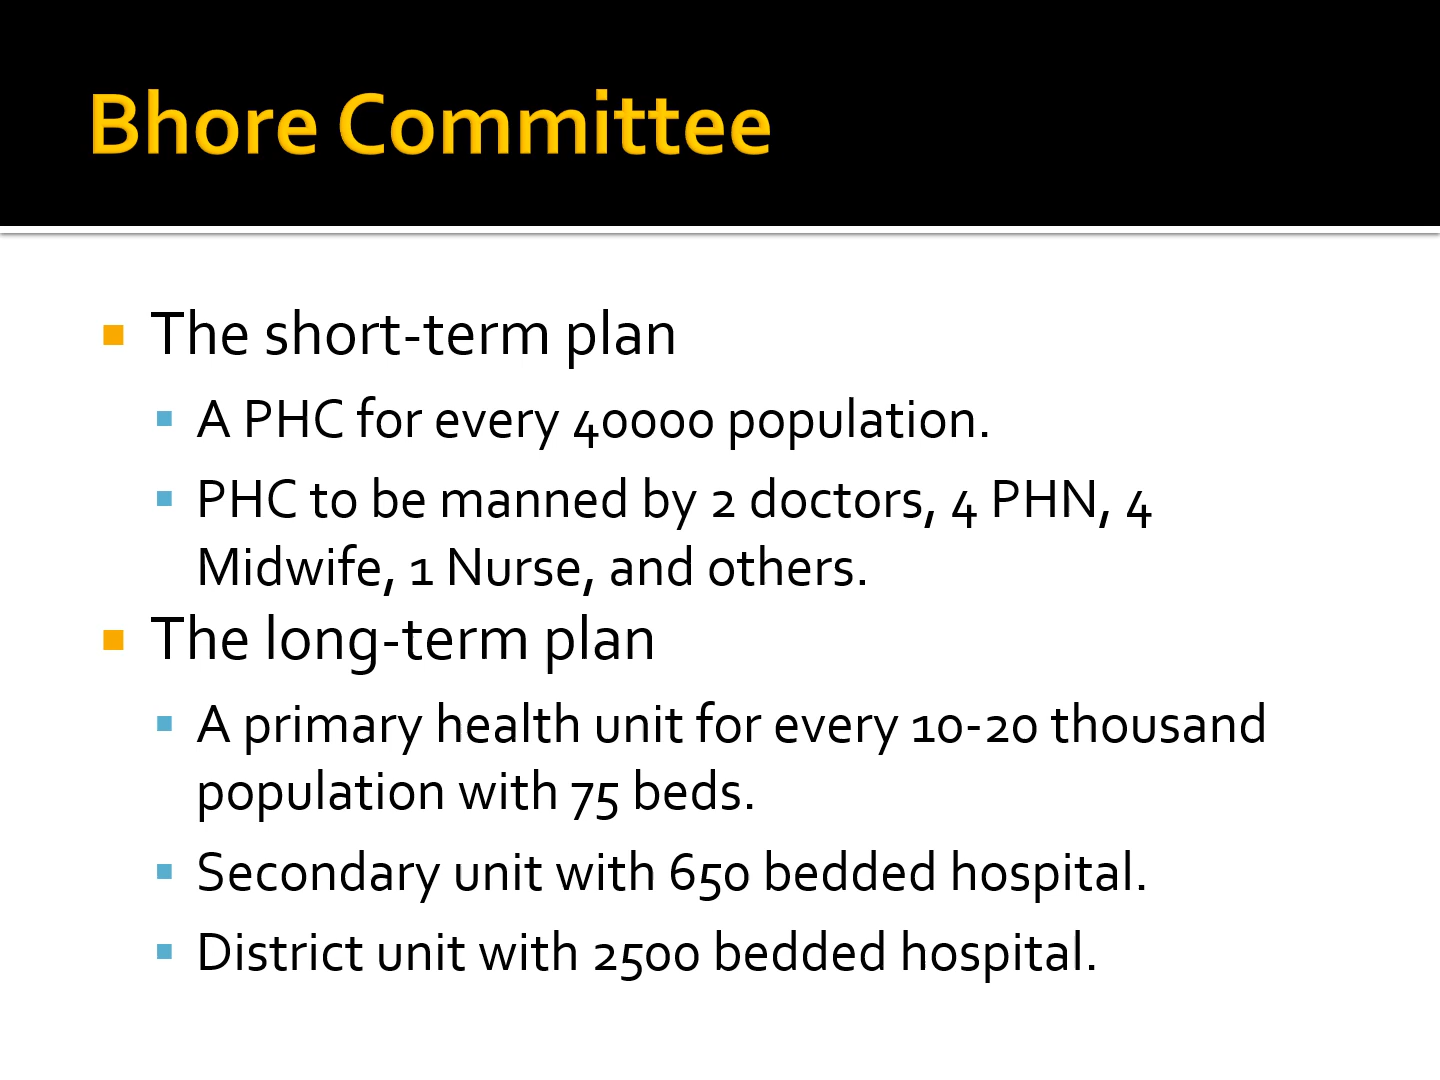 Bhore Committee
The short-term plan
A PHC for every 40000 population.
PHC to be manned by 2 doctors, 4 PHN, 4
Midwife, 1 Nurse, and others.
The long-term plan
A primary health unit for every 10-20 thousand
population with 75 beds.
Secondary unit with 650 bedded hospital.
District unit with 2500 bedded hospital.